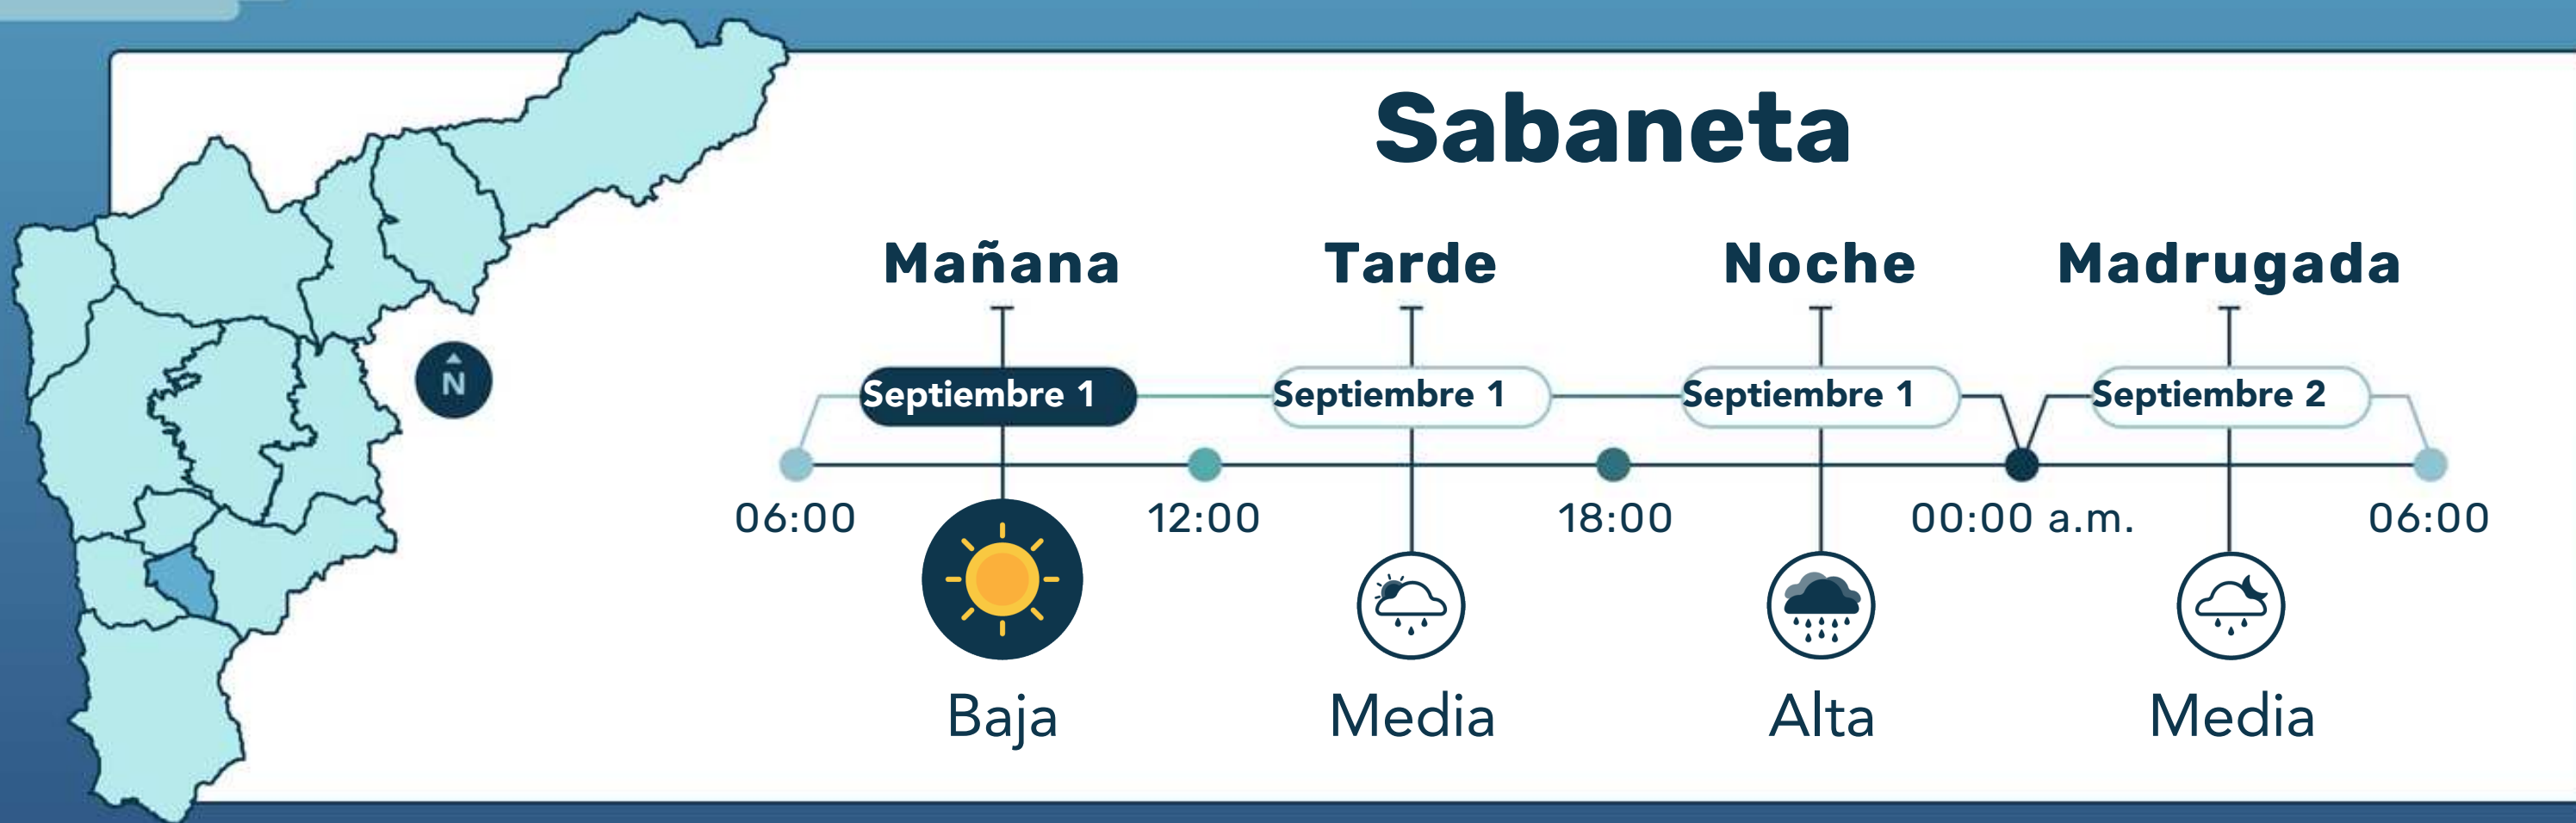 Sabaneta
Mañana Tarde Noche Madrugada
N
Septiembre 1 Septiembre 1 Septiembre 1 Septiembre 2
06:00 12:00 18:00 00:00 a.m. 06:00
Baja Media Alta Media